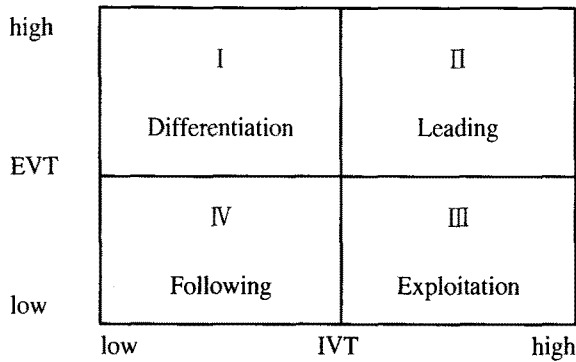 high
I
II
Differentiation
Leading
EVT
IV
III
Following
Exploitation
low
low
IVT
high